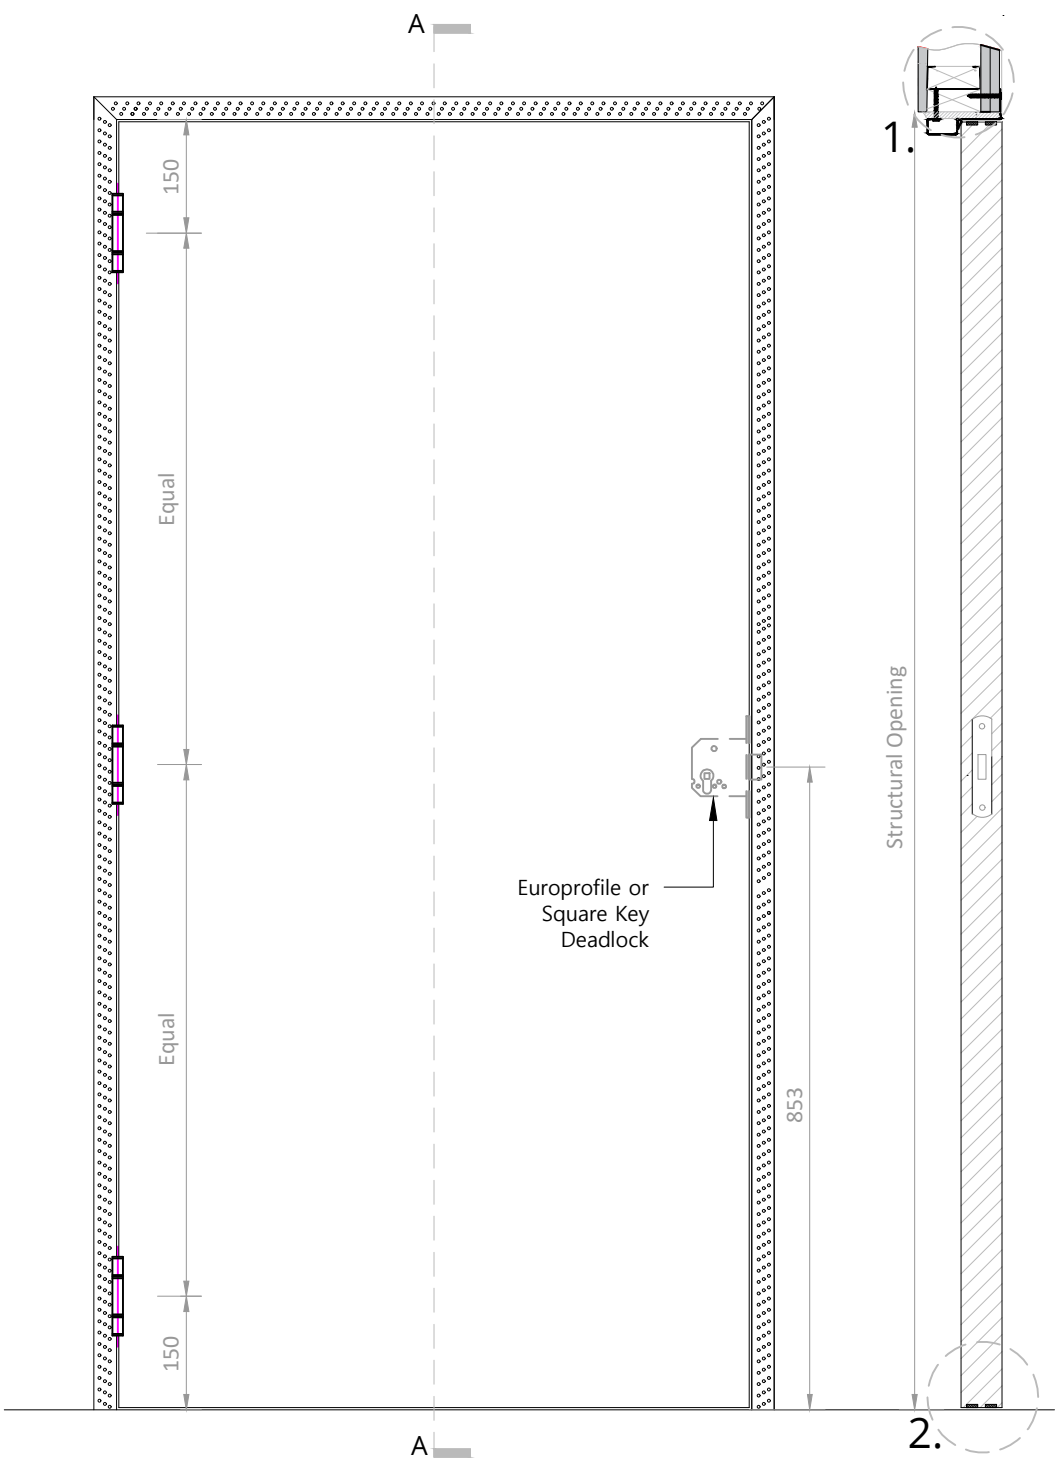 A
1.
150
Equal
Structural Opening
Europrofile or
Square Key
Deadlock
Equal
853
150
2.
A